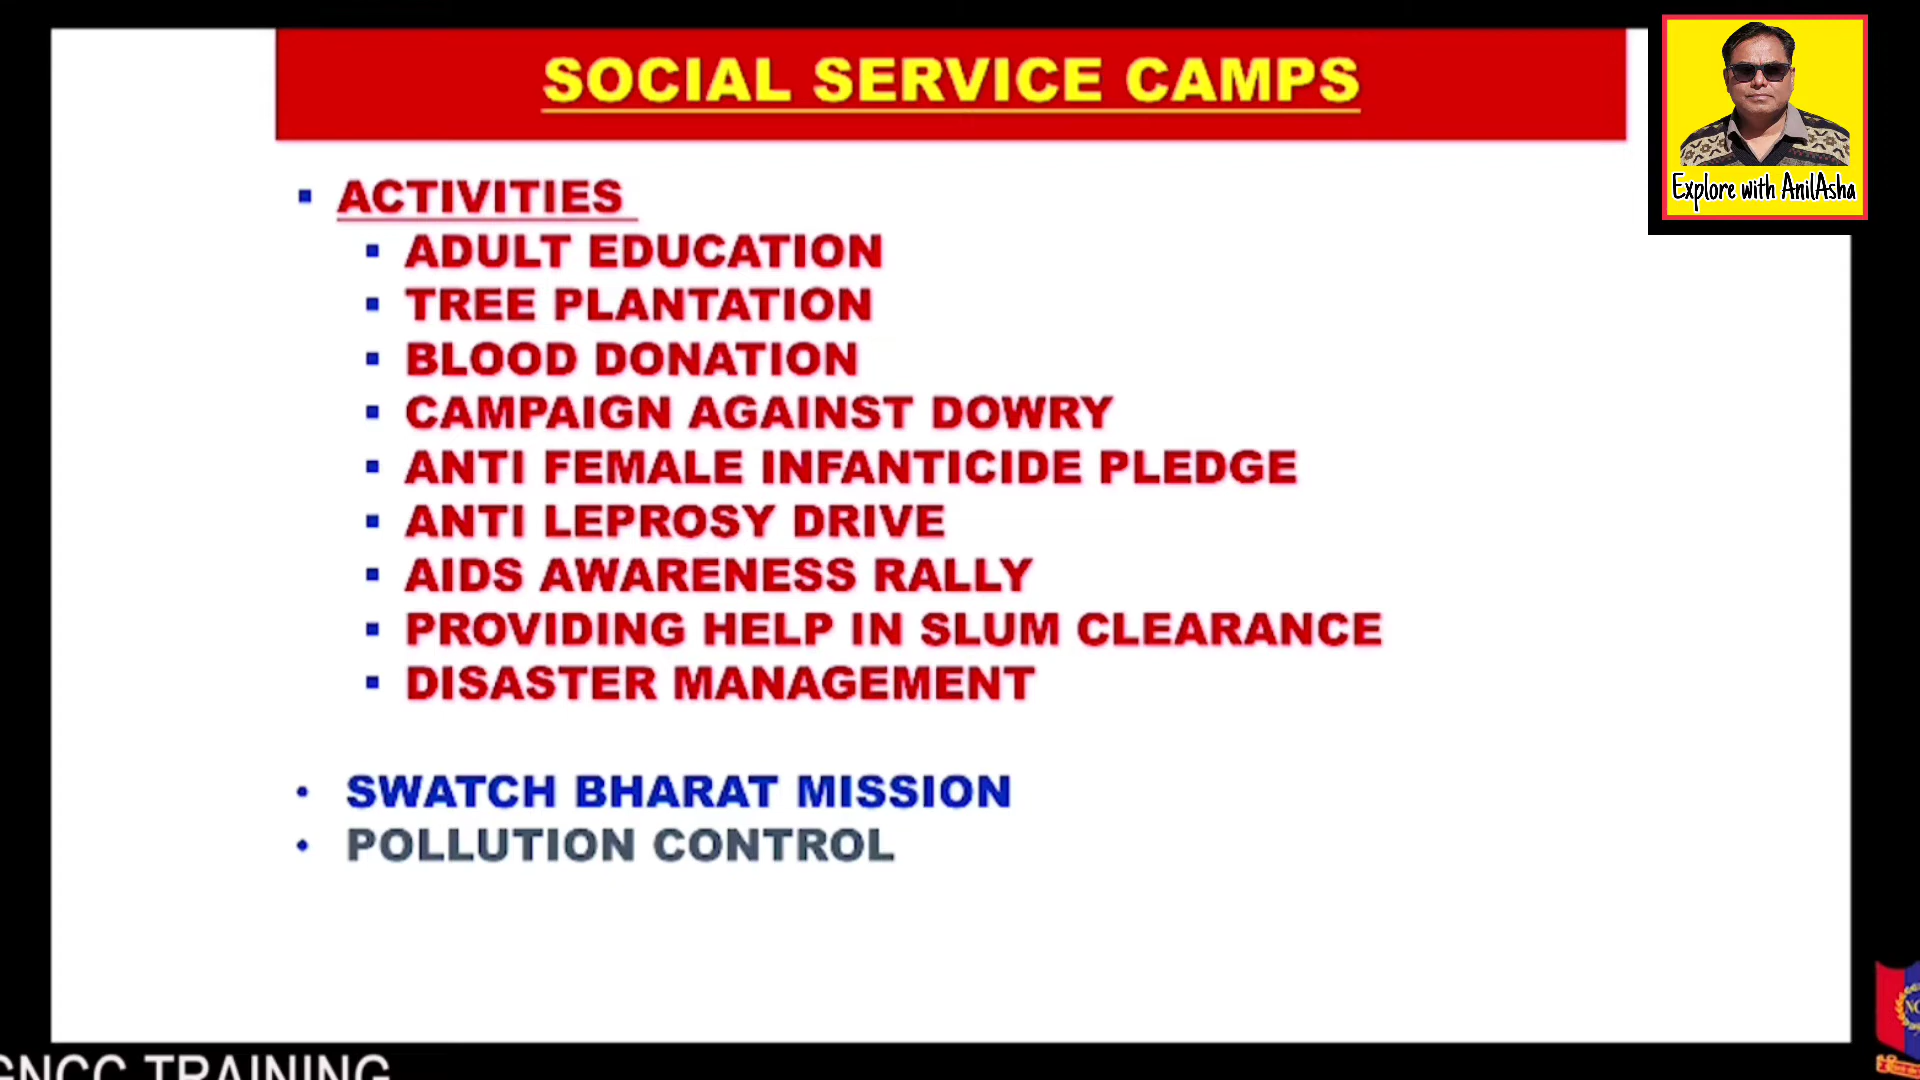 SOCIAL SERVICE CAMPS
Explore with AnilAsha
▪ ACTIVITIES
▪ ADULT EDUCATION
▪ TREE PLANTATION
▪ BLOOD DONATION
▪ CAMPAIGN AGAINST DOWRY
▪ ANTI FEMALE INFANTICIDE PLEDGE
▪ ANTI LEPROSY DRIVE
▪ AIDS AWARENESS RALLY
▪ PROVIDING HELP IN SLUM CLEARANCE
▪ DISASTER MANAGEMENT
• SWATCH BHARAT MISSION
• POLLUTION CONTROL
GNCC TRAINING